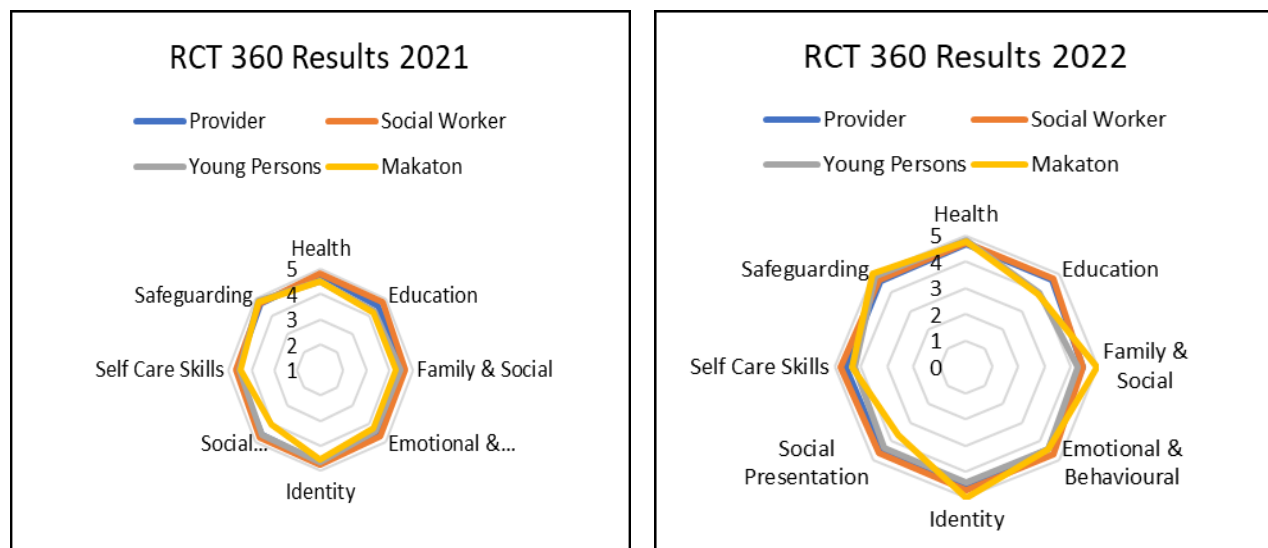 RCT 360 Results 2021
Provider
Social Worker
Young Persons
Makaton
Health
5
4
3
2
1
Education
Family & Social
Emotional &...
Identity
Social...
Self Care Skills
Safeguarding
RCT 360 Results 2022
Provider
Social Worker
Young Persons
Makaton
Health
5
4
3
2
1
0
Education
Family &
Social
Emotional &
Behavioural
Identity
Social
Presentation
Self Care Skills
Safeguarding